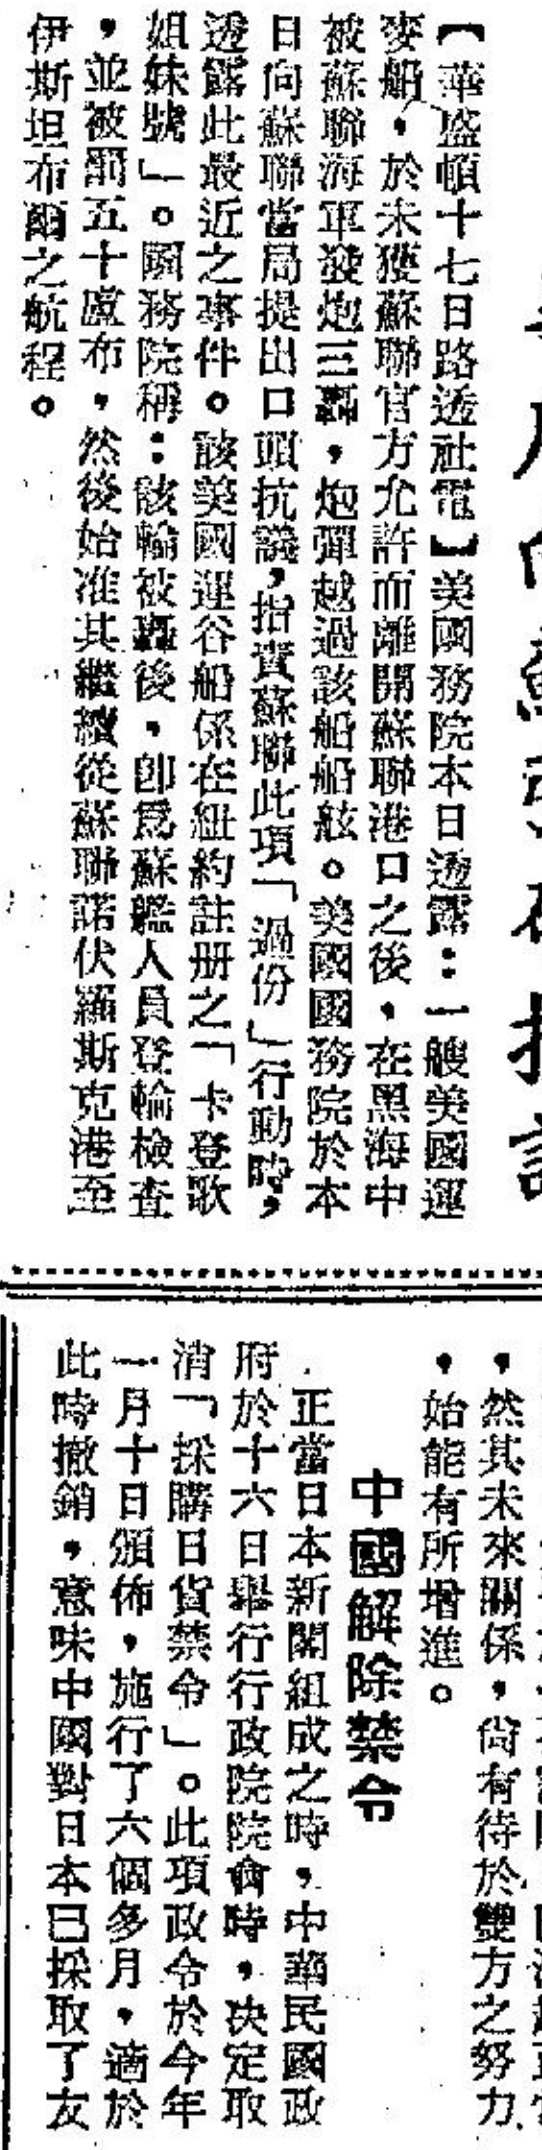 【華盛頓十七日路透社電】美國務院本日透露：一艘美國運
麥船，於未獲蘇聯官方允許而離開蘇聯港口之後，在黑海中
被蘇聯海軍發炮三轟，炮彈越過該船船舷。美國國務院於本
日向蘇聯當局提出口頭抗議，指責蘇聯此項「過份」行動時，
透露此最近之事件。該美國運谷船係在紐約註册之「卡登歌
姐妹號」。國務院稱：該輪被轟後，卽爲蘇艦人員登輪檢查
，並被罰五十盧布，然後始准其繼續從蘇聯諾伏羅斯克港至
伊斯坦布爾之航程。
，然其未來關係，尙有待於雙方之努力
，始能有所增進。
中國解除禁令
正當日本新閣組成之時，中華民國政
府於十六日舉行行政院院會時，决定取
消「採購日貨禁令」。此項政令於今年
一月十日頒佈，施行了六個多月，適於
此時撤銷，意味中國對日本已採取了友